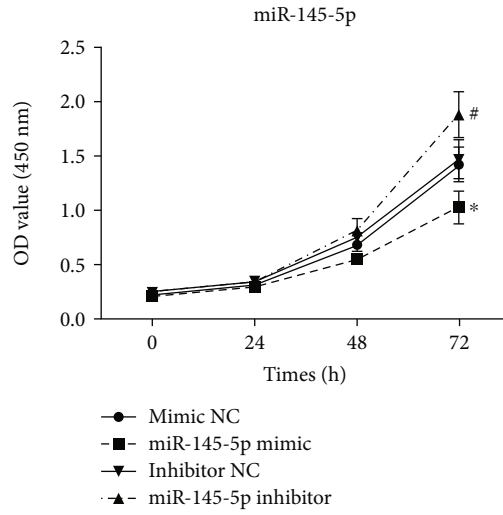 miR-145-5p
OD value (450 nm)
2.5
2.0
1.5
1.0
0.5
0.0
#
*
0 24 48 72
Times (h)
Mimic NC
miR-145-5p mimic
Inhibitor NC
miR-145-5p inhibitor